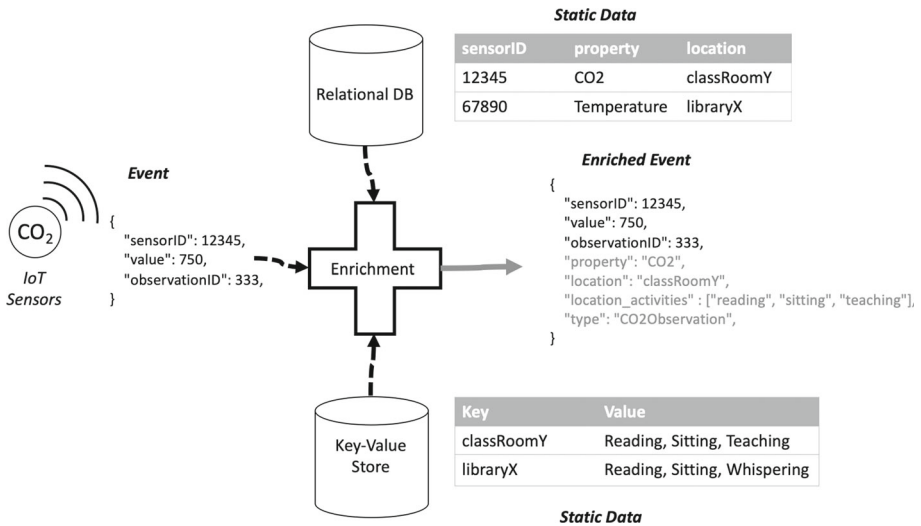 Static Data
sensorID property location
12345 CO2 classRoomY
67890 Temperature libraryX
Relational DB
Event
{
"sensorID": 12345,
"value": 750,
"observationID": 333,
}
CO2
IoT
Sensors
Enrichment
Enriched Event
{
"sensorID": 12345,
"value": 750,
"observationID": 333,
"property": "CO2",
"location": "classRoomY",
"location_activities" : ["reading", "sitting", "teaching"],
"type": "CO2Observation",
}
Key-Value
Store
Key Value
classRoomY Reading, Sitting, Teaching
libraryX Reading, Sitting, Whispering
Static Data